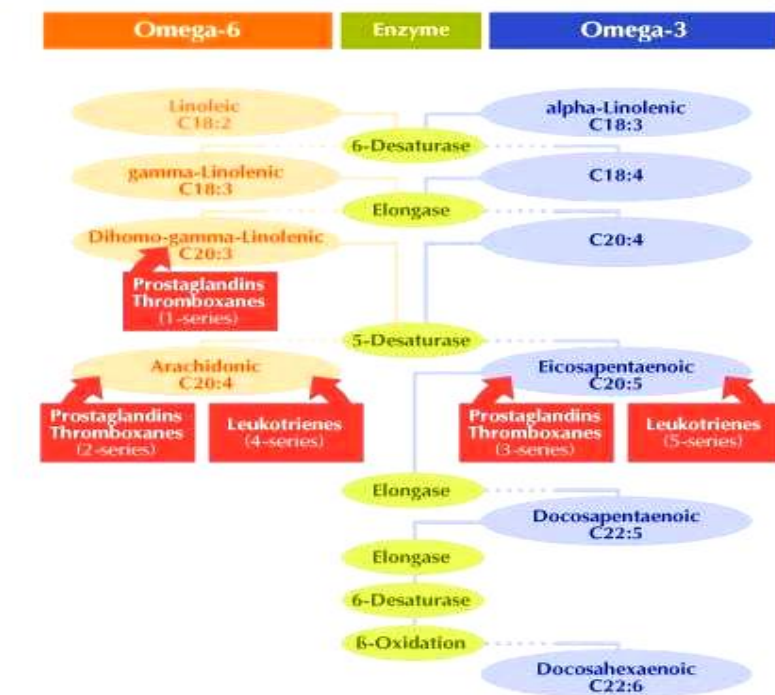 Omega-6
Enzyme
Omega-3
Linoleic
C18:2
alpha-Linolenic
C18:3
6-Desaturase
gamma-Linolenic
C18:3
C18:4
Elongase
Dihomo-gamma-Linolenic
C20:3
C20:4
Prostaglandins
Thromboxanes
(1-series)
5-Desaturase
Arachidonic
C20:4
Eicosapentaenoic
C20:5
Prostaglandins
Thromboxanes
(2-series)
Leukotrienes
(4-series)
Prostaglandins
Thromboxanes
(3-series)
Leukotrienes
(5-series)
Elongase
Docosapentaenoic
C22:5
Elongase
6-Desaturase
ß-Oxidation
Docosahexaenoic
C22:6